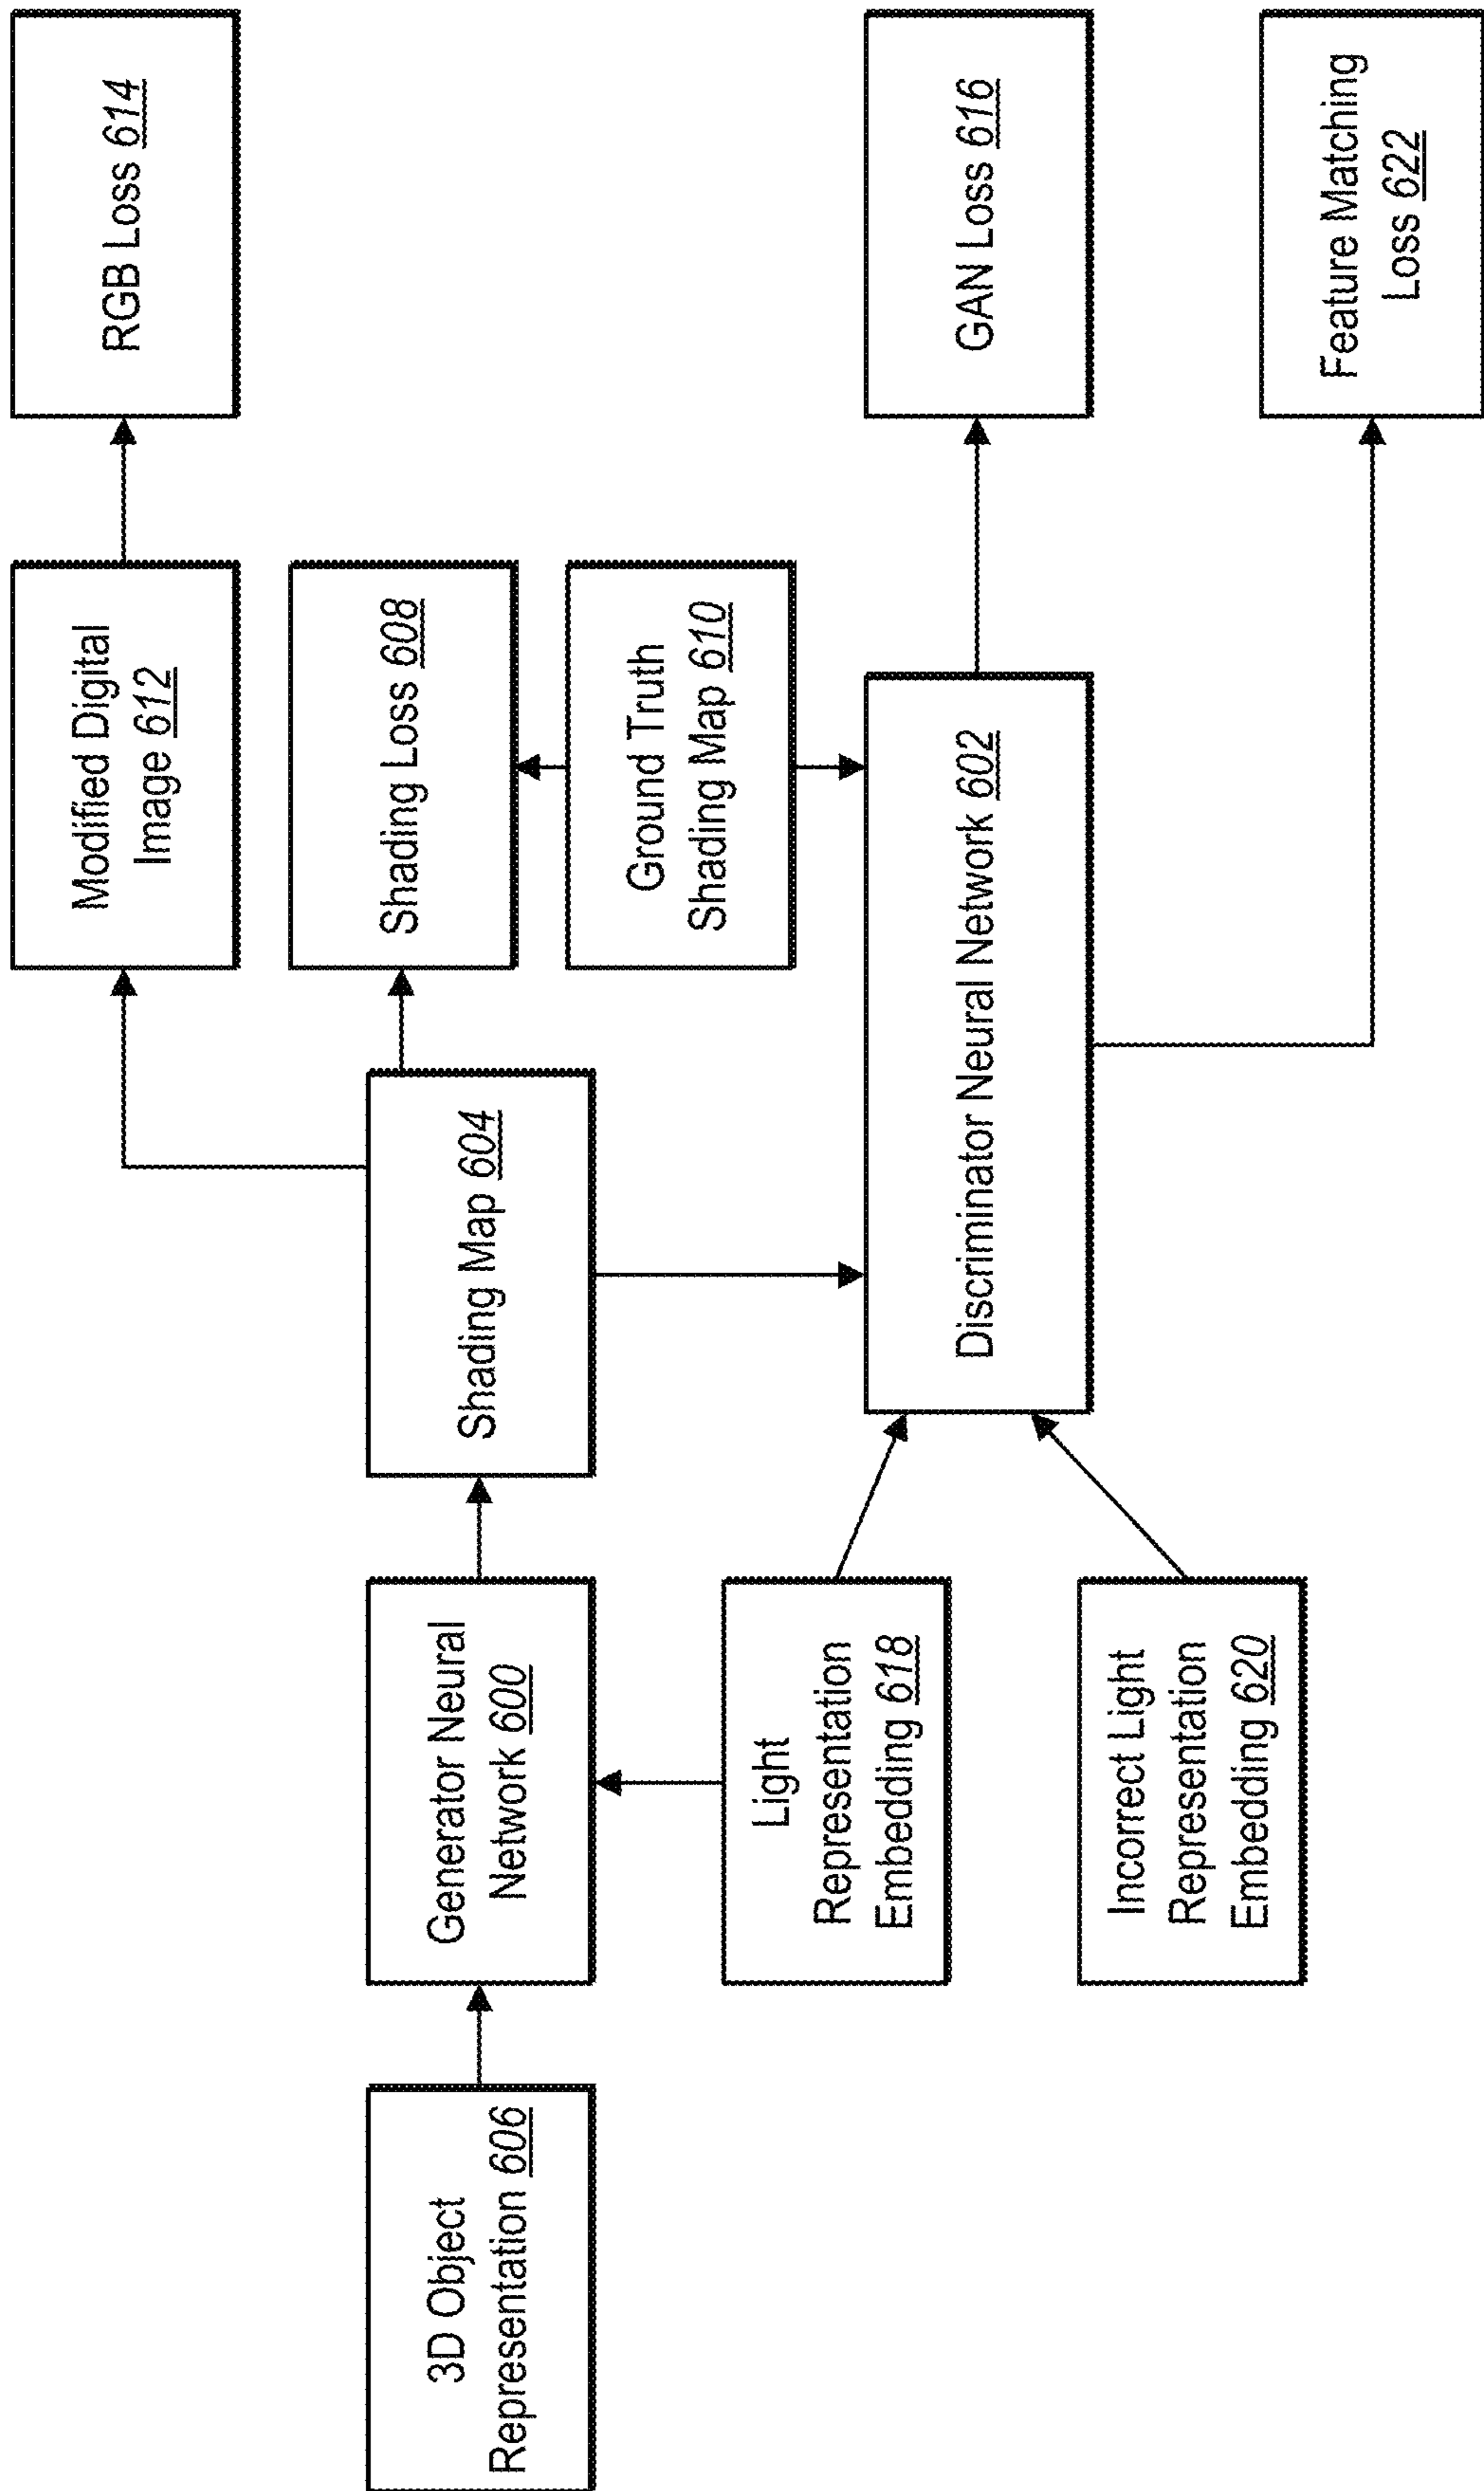 3D Object
Representation 606
Generator Neural
Network 600
Light
Representation
Embedding 618
Incorrect Light
Representation
Embedding 620
Shading Map 604
Discriminator Neural Network 602
Modified Digital
Image 612
Shading Loss 608
Ground Truth
Shading Map 610
RGB Loss 614
GAN Loss 616
Feature Matching
Loss 622